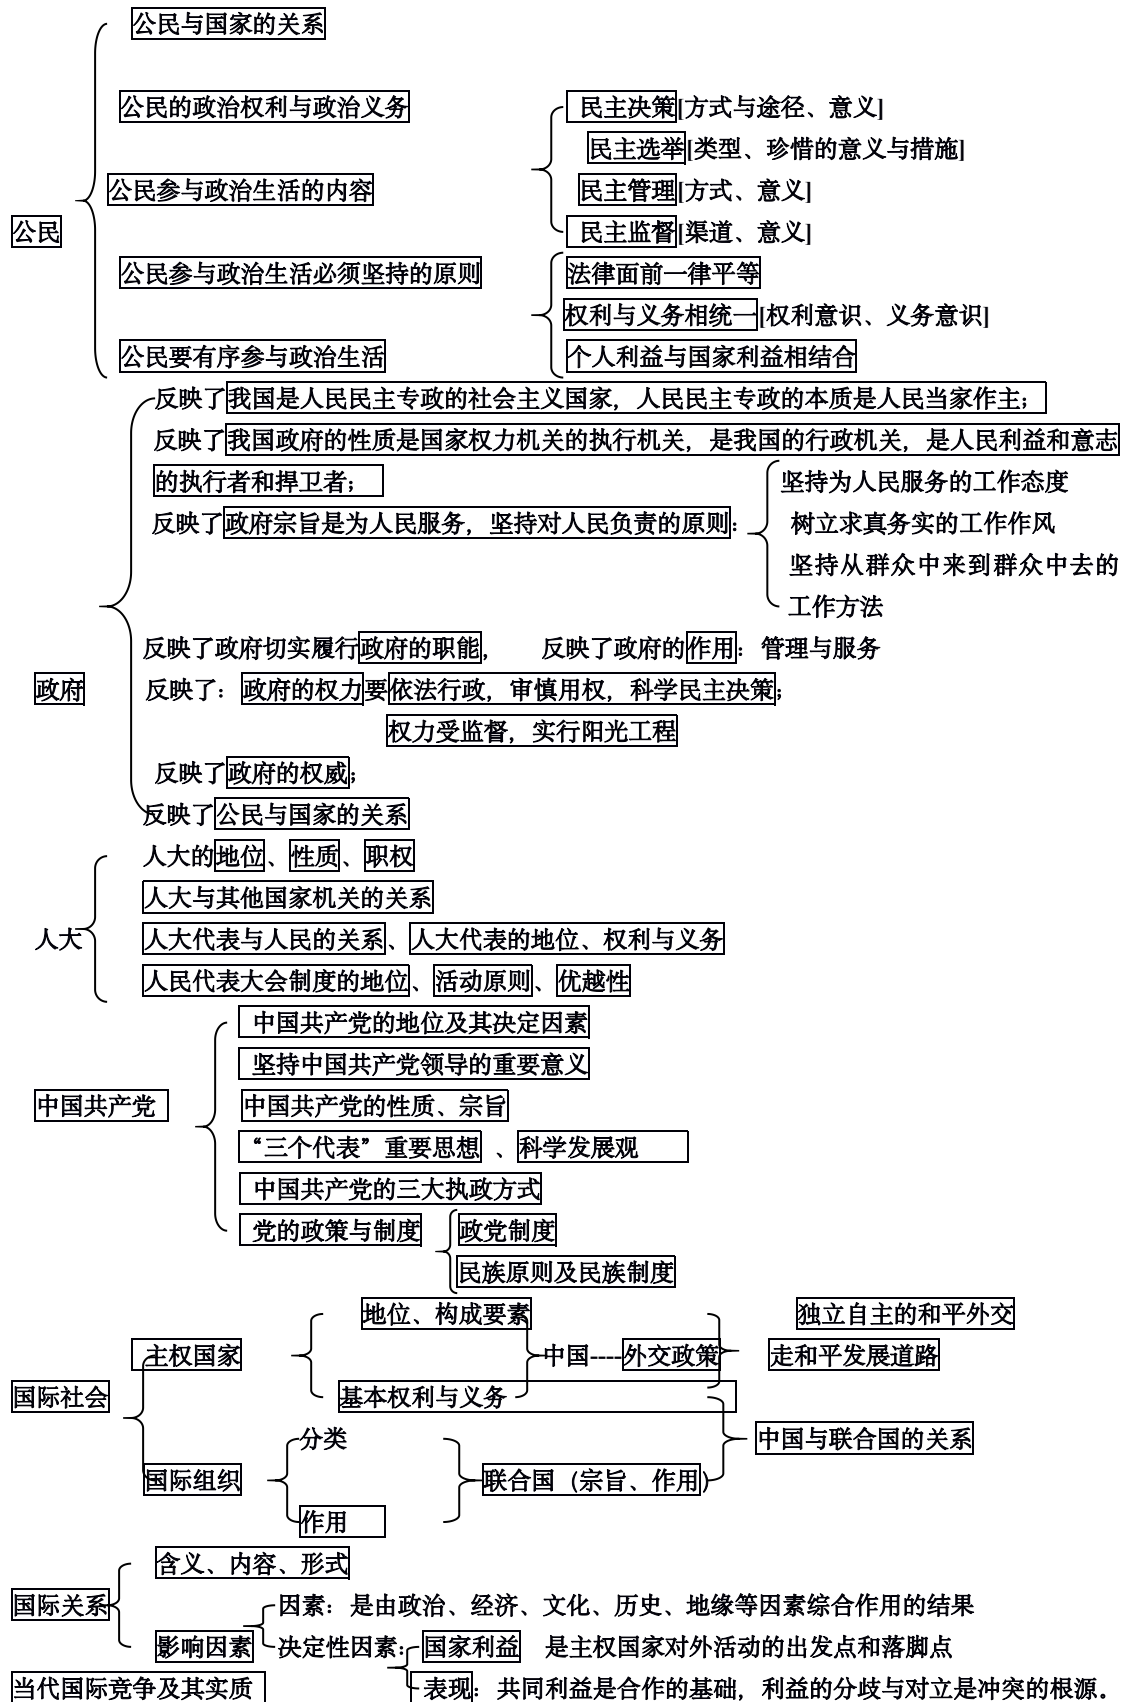 公民与国家的关系
公民的政治权利与政治义务 民主决策[方式与途径、意义]
民主选举[类型、珍惜的意义与措施]
公民参与政治生活的内容 民主管理[方式、意义]
公民 民主监督[渠道、意义]
公民参与政治生活必须坚持的原则 法律面前一律平等
权利与义务相统一[权利意识、义务意识]
公民要有序参与政治生活 个人利益与国家利益相结合
反映了我国是人民民主专政的社会主义国家，人民民主专政的本质是人民当家作主；
反映了我国政府的性质是国家权力机关的执行机关，是我国的行政机关，是人民利益和意志
的执行者和捍卫者； 坚持为人民服务的工作态度
反映了政府宗旨是为人民服务，坚持对人民负责的原则： 树立求真务实的工作作风
坚持从群众中来到群众中去的
工作方法
反映了政府切实履行政府的职能， 反映了政府的作用：管理与服务
政府 反映了：政府的权力要依法行政，审慎用权，科学民主决策；
权力受监督，实行阳光工程
反映了政府的权威；
反映了公民与国家的关系
人大的地位、性质、职权
人大与其他国家机关的关系
人大 人大代表与人民的关系、人大代表的地位、权利与义务
人民代表大会制度的地位、活动原则、优越性
中国共产党的地位及其决定因素
坚持中国共产党领导的重要意义
中国共产党 中国共产党的性质、宗旨
“三个代表”重要思想 、科学发展观
中国共产党的三大执政方式
党的政策与制度 政党制度
民族原则及民族制度
地位、构成要素 独立自主的和平外交
主权国家 中国----外交政策 走和平发展道路
国际社会 基本权利与义务
分类 中国与联合国的关系
国际组织 联合国（宗旨、作用）
作用
含义、内容、形式
国际关系 因素：是由政治、经济、文化、历史、地缘等因素综合作用的结果
影响因素 决定性因素：国家利益 是主权国家对外活动的出发点和落脚点
当代国际竞争及其实质 表现：共同利益是合作的基础，利益的分歧与对立是冲突的根源．